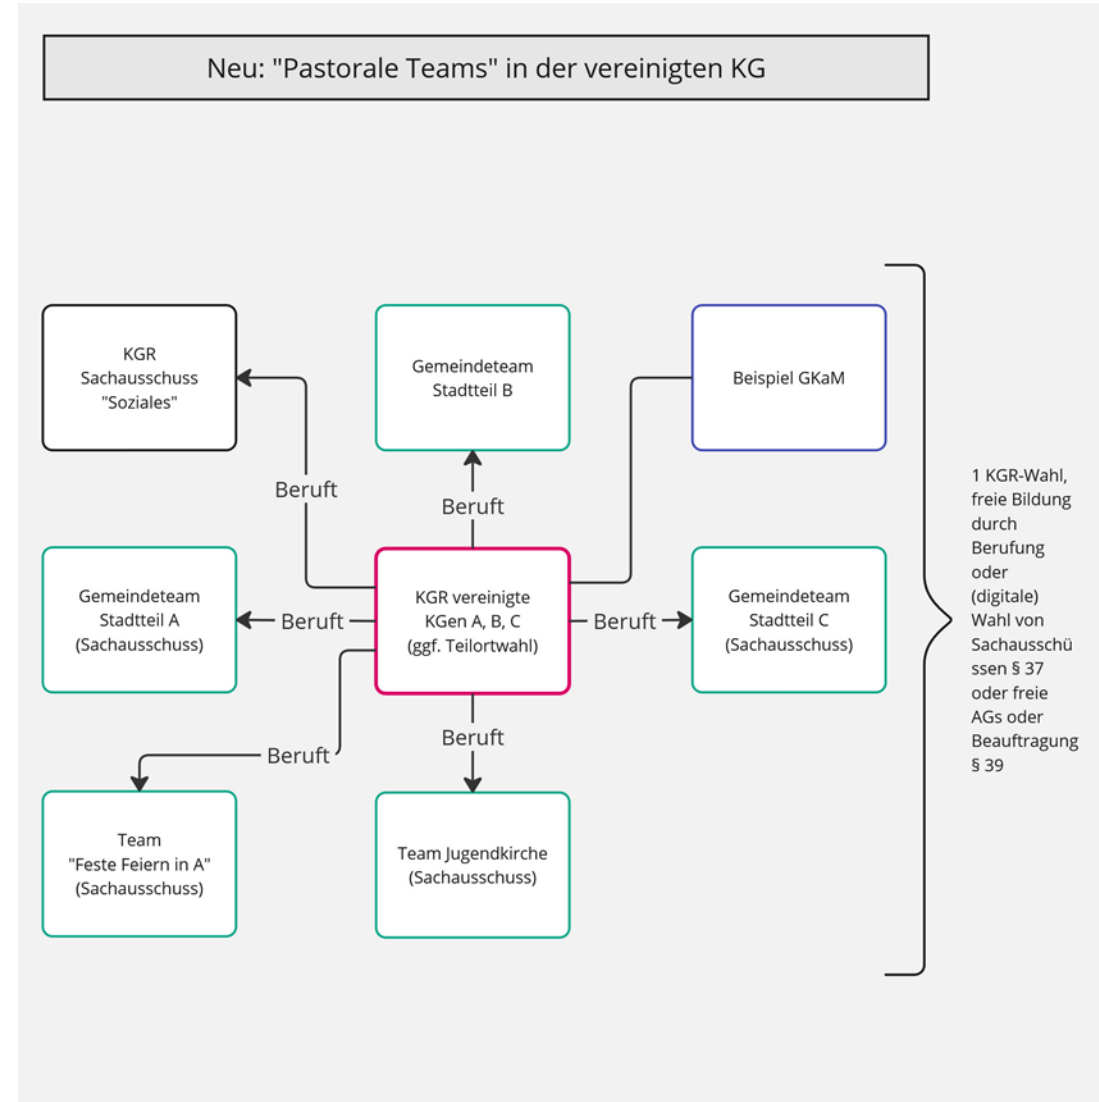 Neu: "Pastorale Teams" in der vereinigten KG
KGR
Sachausschuss
"Soziales"
Gemeindeteam
Stadtteil B
Beispiel GKaM
Beruft
Beruft
Gemeindeteam
Stadtteil A
(Sachausschuss)
Beruft
KGR vereinigte
KGen A, B, C
(ggf. Teilortwahl)
Beruft
Gemeindeteam
Stadtteil C
(Sachausschuss)
Beruft
Beruft
Team
"Feste Feiern in A"
(Sachausschuss)
Team Jugendkirche
(Sachausschuss)
1 KGR-Wahl,
freie Bildung
durch
Berufung
oder
(digitale)
Wahl von
Sachausschü
ssen § 37
oder freie
AGs oder
Beauftragung
§ 39